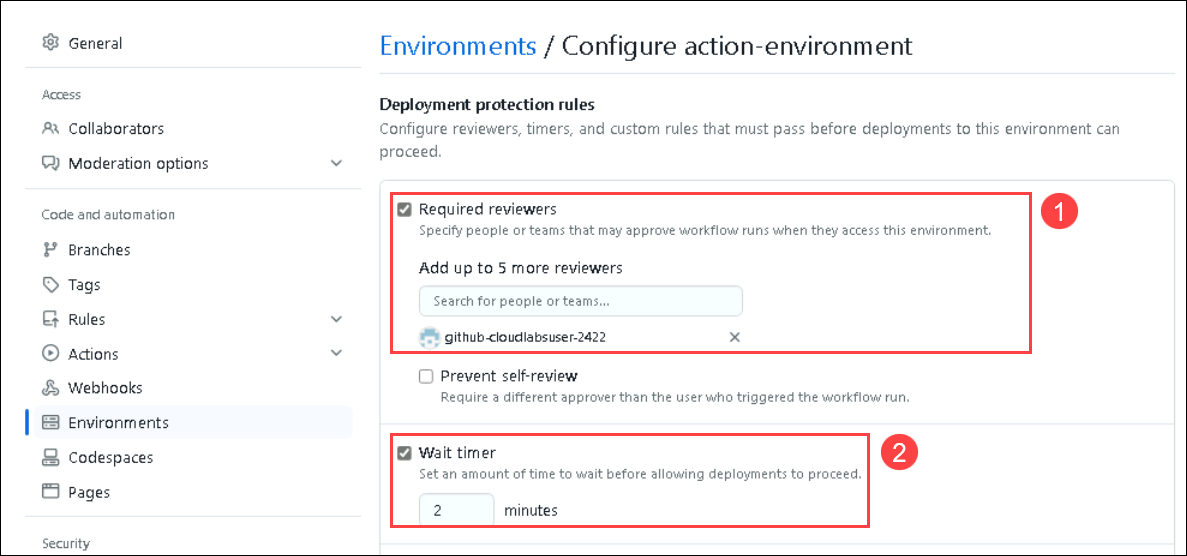 General
Access
Collaborators
Moderation options
Code and automation
Branches
Tags
Rules
Actions
Webhooks
Environments
Codespaces
Pages
Security
Environments / Configure action-environment
Deployment protection rules
Configure reviewers, timers, and custom rules that must pass before deployments to this environment can
proceed.
Required reviewers
1
Specify people or teams that may approve workflow runs when they access this environment.
Add up to 5 more reviewers
Search for people or teams...
github-cloudlabsuser-2422
Prevent self-review
Require a different approver than the user who triggered the workflow run.
Wait timer
2
Set an amount of time to wait before allowing deployments to proceed.
2 minutes